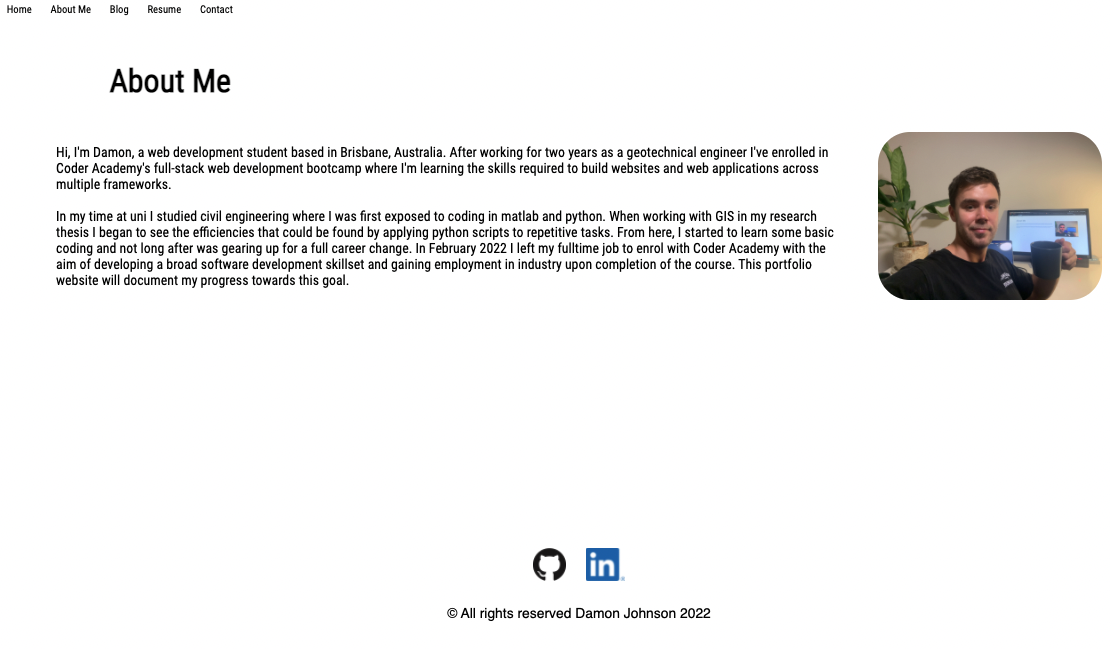 Home About Me Blog Resume Contact
About Me
Hi, I'm Damon, a web development student based in Brisbane, Australia. After working for two years as a geotechnical engineer I've enrolled in
Coder Academy's full-stack web development bootcamp where I'm learning the skills required to build websites and web applications across
multiple frameworks.
In my time at uni I studied civil engineering where I was first exposed to coding in matlab and python. When working with GIS in my research
thesis I began to see the efficiencies that could be found by applying python scripts to repetitive tasks. From here, I started to learn some basic
coding and not long after was gearing up for a full career change. In February 2022 I left my fulltime job to enrol with Coder Academy with the
aim of developing a broad software development skillset and gaining employment in industry upon completion of the course. This portfolio
website will document my progress towards this goal.
in
© All rights reserved Damon Johnson 2022